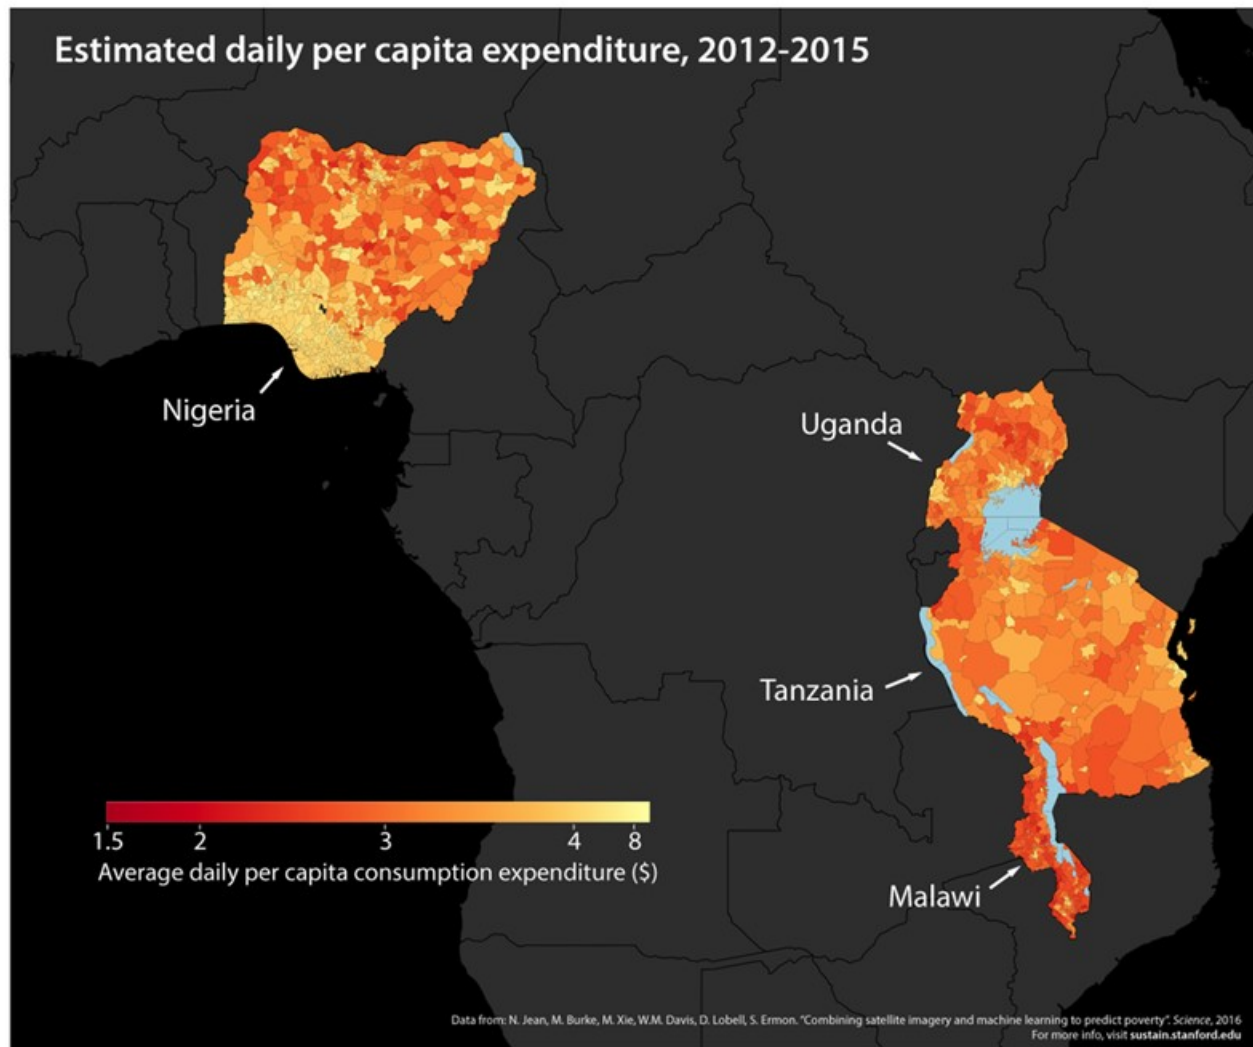 Estimated daily per capita expenditure, 2012-2015
Nigeria
Uganda
Tanzania
1.5 2 3 4 8
Average daily per capita consumption expenditure ($)
Malawi
Data from: N. Jean, M. Burke, M. Xie, W.M. Davis, D. Lobell, S. Ermon. "Combining satellite imagery and machine learning to predict poverty". Science, 2016
For more info, visit sustain.stanford.edu